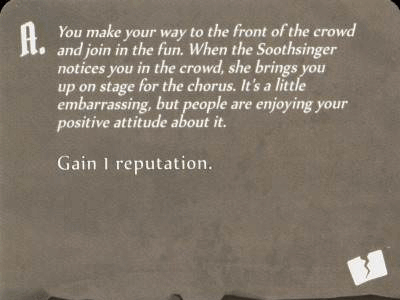 A. You make your way to the front of the crowd
and join in the fun. When the Soothsinger
notices you in the crowd, she brings you
up on stage for the chorus. It's a little
embarrassing, but people are enjoying your
positive attitude about it.
Gain 1 reputation.